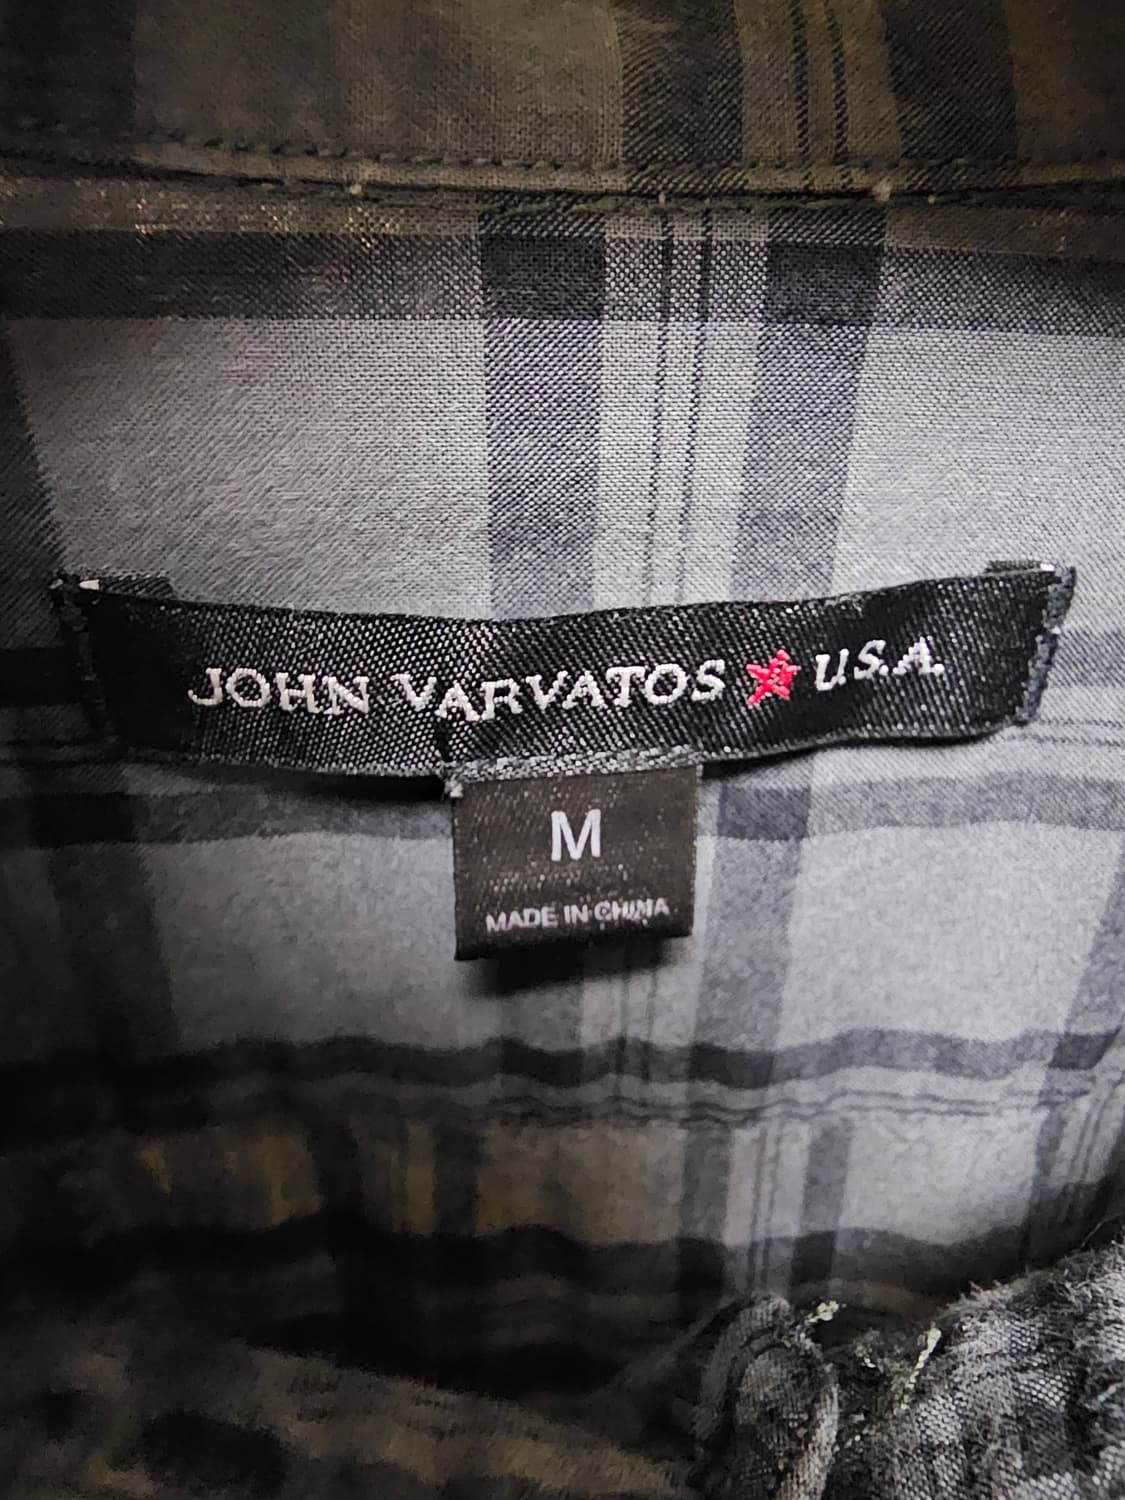 JOHN VARVATOS ★ U.S.A.
M
MADE IN CHINA